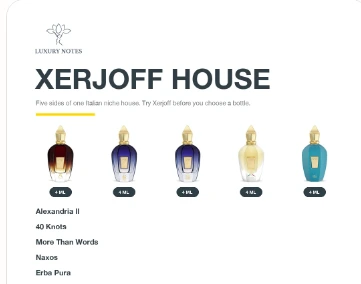 LUXURY NOTES
XERJOFF HOUSE
Five sides of one Italian niche house. Try Xerjoff before you choose a bottle.
4 ML
4 ML
4 ML
4 ML
4 ML
Alexandria II
40 Knots
More Than Words
Naxos
Erba Pura